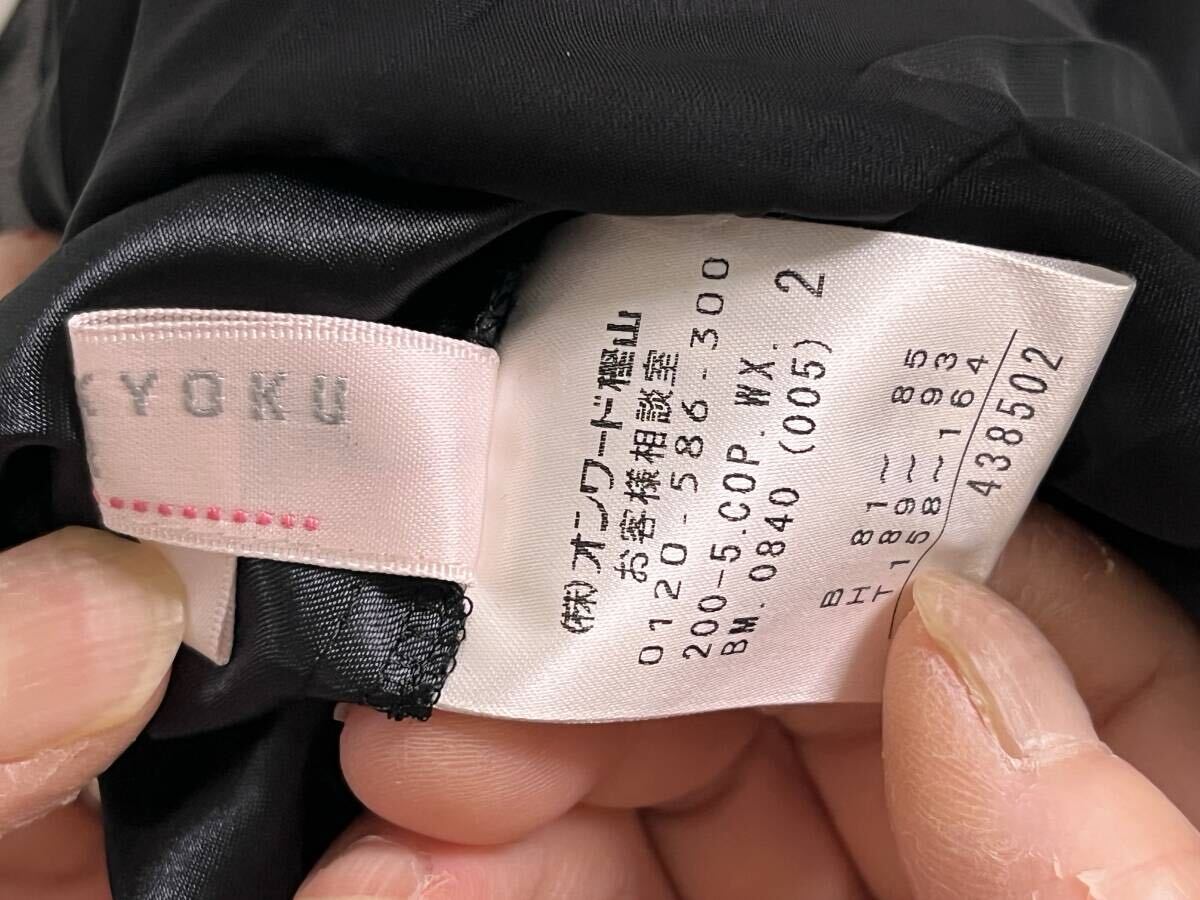 KYOKU
(株)オンワード樫山
お客様相談室
0120-586-300
200-5.COP.WX.
BM.0840 (005) 2
B 81~ 85
H 89~ 93
T158~164
438502